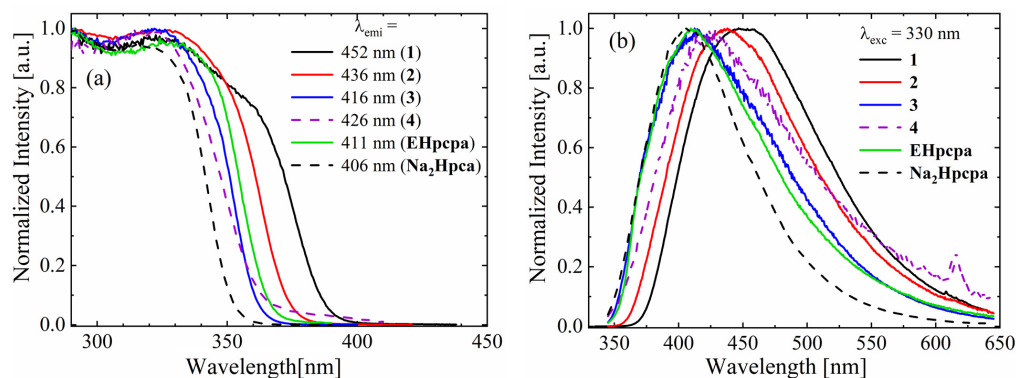 (a)
λemi =
452 nm (1)
436 nm (2)
416 nm (3)
426 nm (4)
411 nm (EHpcpa)
406 nm (Na₂Hpca)
Normalized Intensity [a.u.]
1.0
0.8
0.6
0.4
0.2
0.0
290
300
350
400
450
Wavelength[nm]
(b)
λexc = 330 nm
1
2
3
4
EHpcpa
Na₂Hpcpa
Normalized Intensity [a.u.]
1.0
0.8
0.6
0.4
0.2
0.0
350
400
450
500
550
600
650
Wavelength [nm]